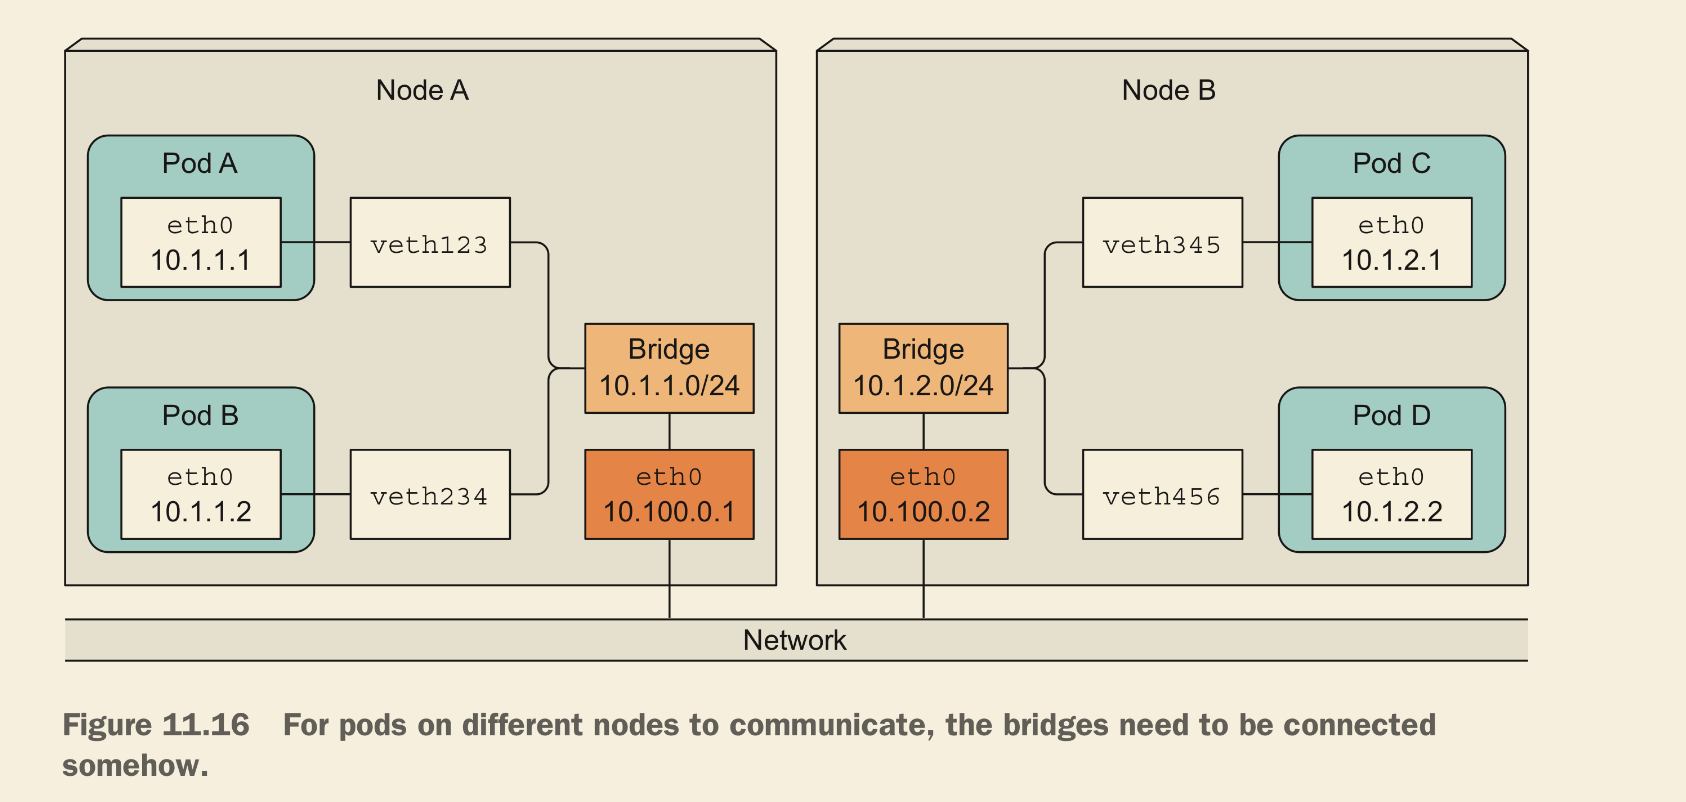 Node A
Pod A
eth0
10.1.1.1
veth123
Bridge
10.1.1.0/24
Pod B
eth0
10.1.1.2
veth234
eth0
10.100.0.1
Node B
Pod C
veth345
eth0
10.1.2.1
Bridge
10.1.2.0/24
Pod D
eth0
10.100.0.2
veth456
eth0
10.1.2.2
Network
Figure 11.16 For pods on different nodes to communicate, the bridges need to be connected
somehow.